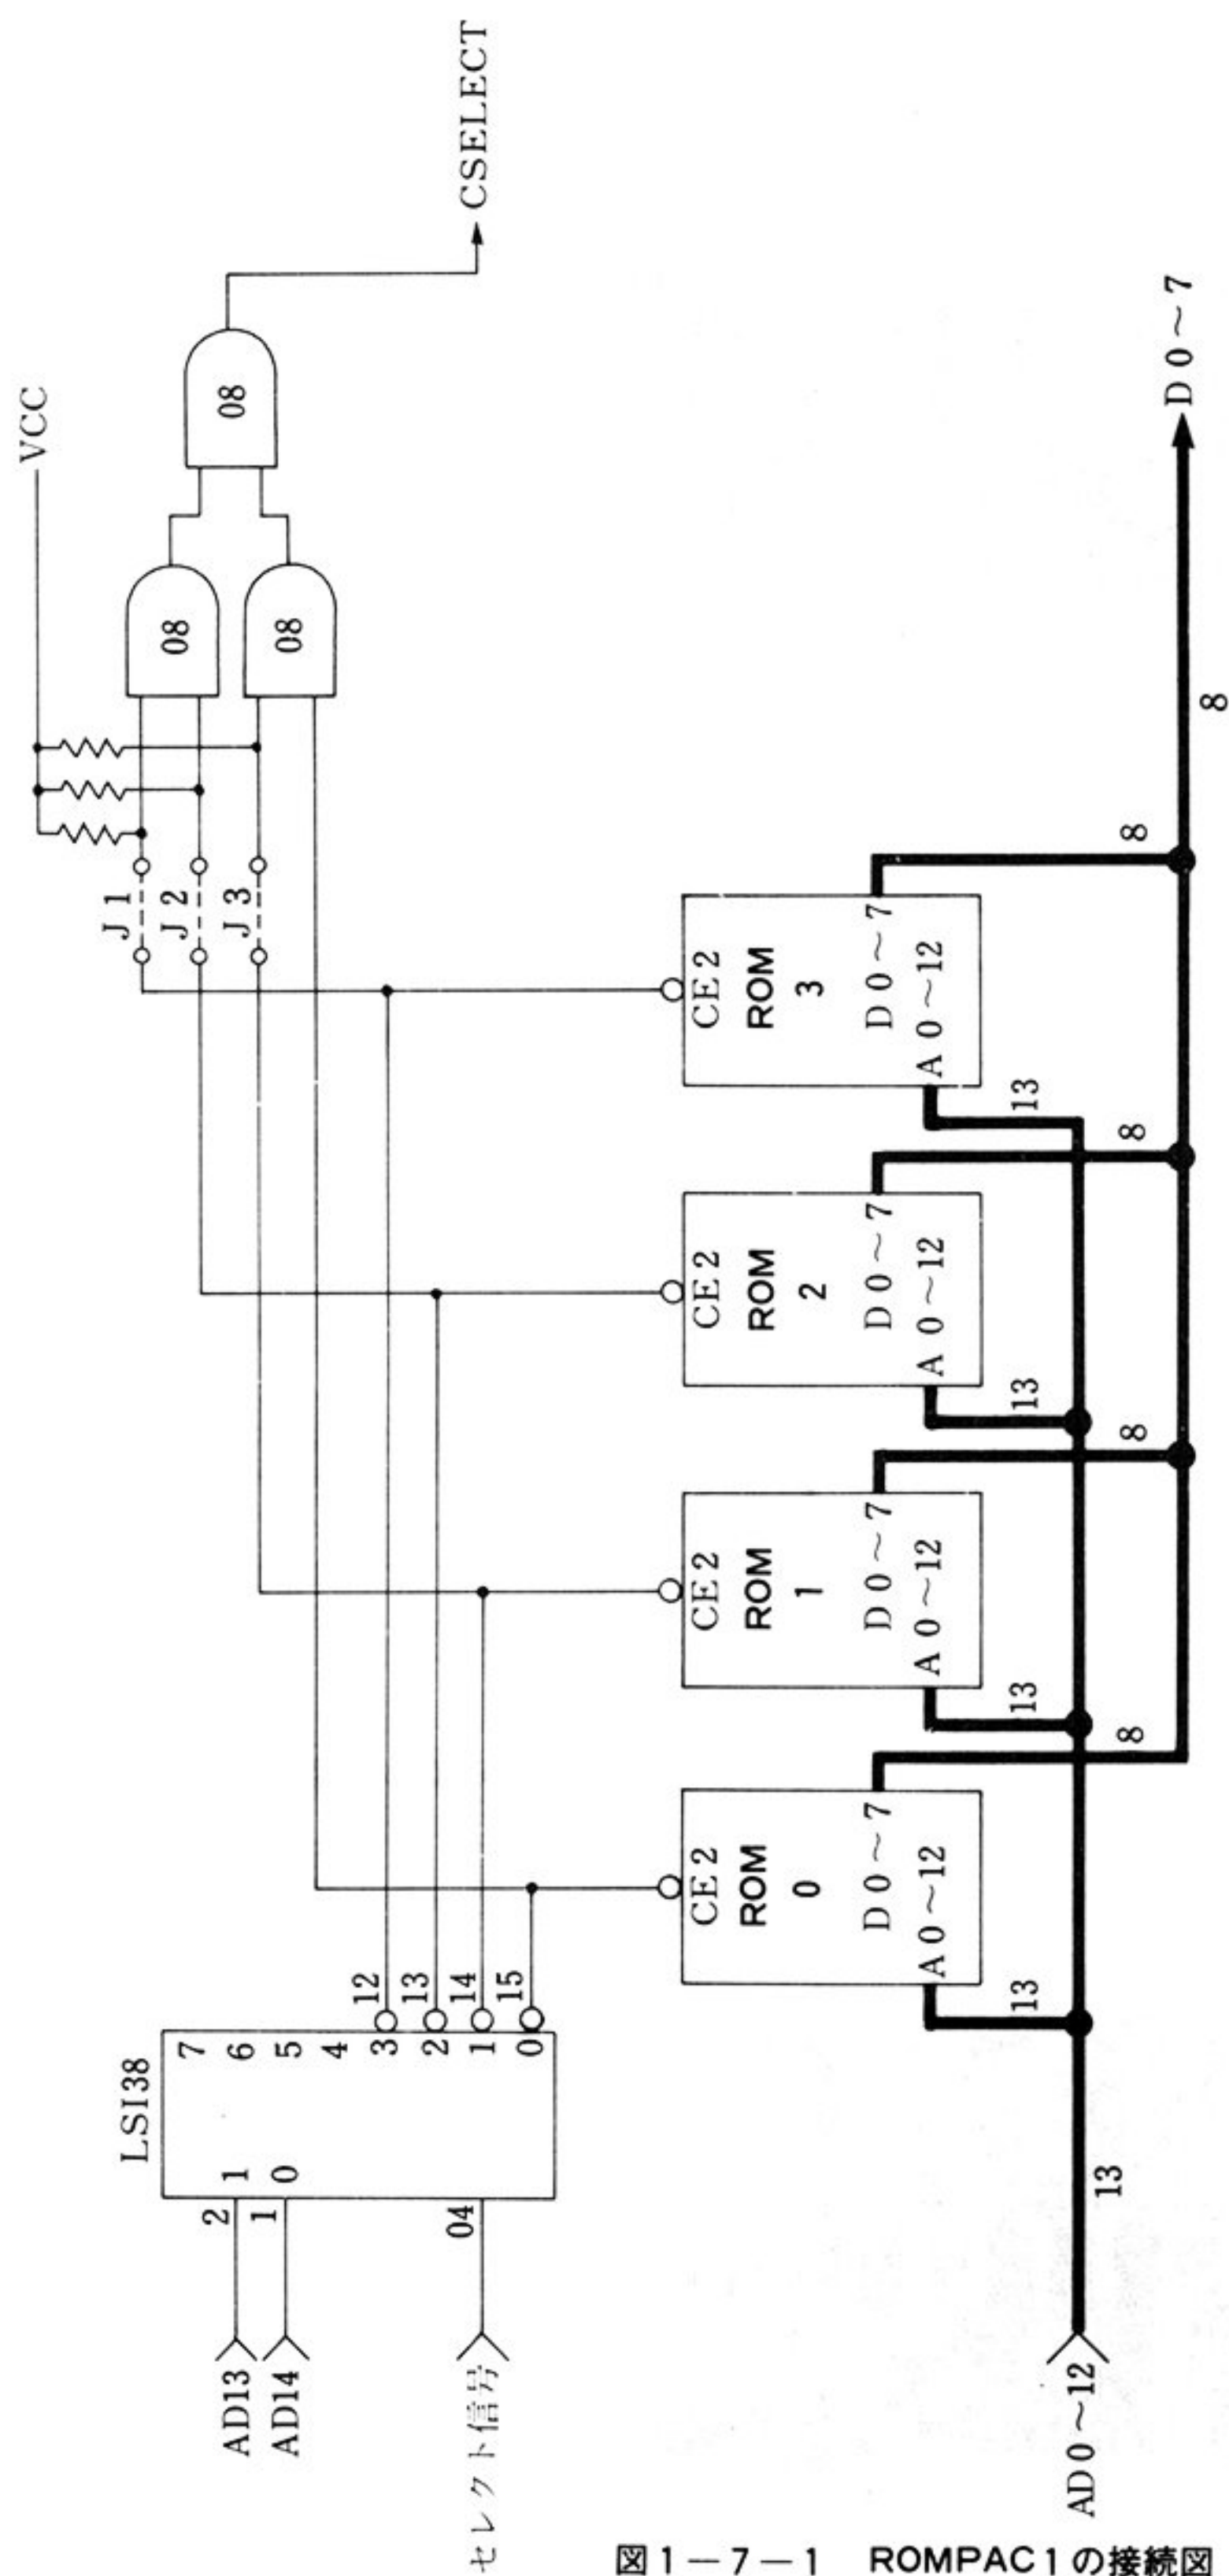 VCC
CSELECT
08
08
08
J 1
J 2
J 3
LS138
7
6
5
4
3
2
1
0
12
13
14
15
1
0
2
1
04
AD13
AD14
セレクト信号
CE2
ROM
0
D0～7
A0～12
13
8
CE2
ROM
1
D0～7
A0～12
13
8
CE2
ROM
2
D0～7
A0～12
13
8
CE2
ROM
3
D0～7
A0～12
13
8
AD0～12
13
8
D0～7
図1－7－1 ROMPAC1の接続図